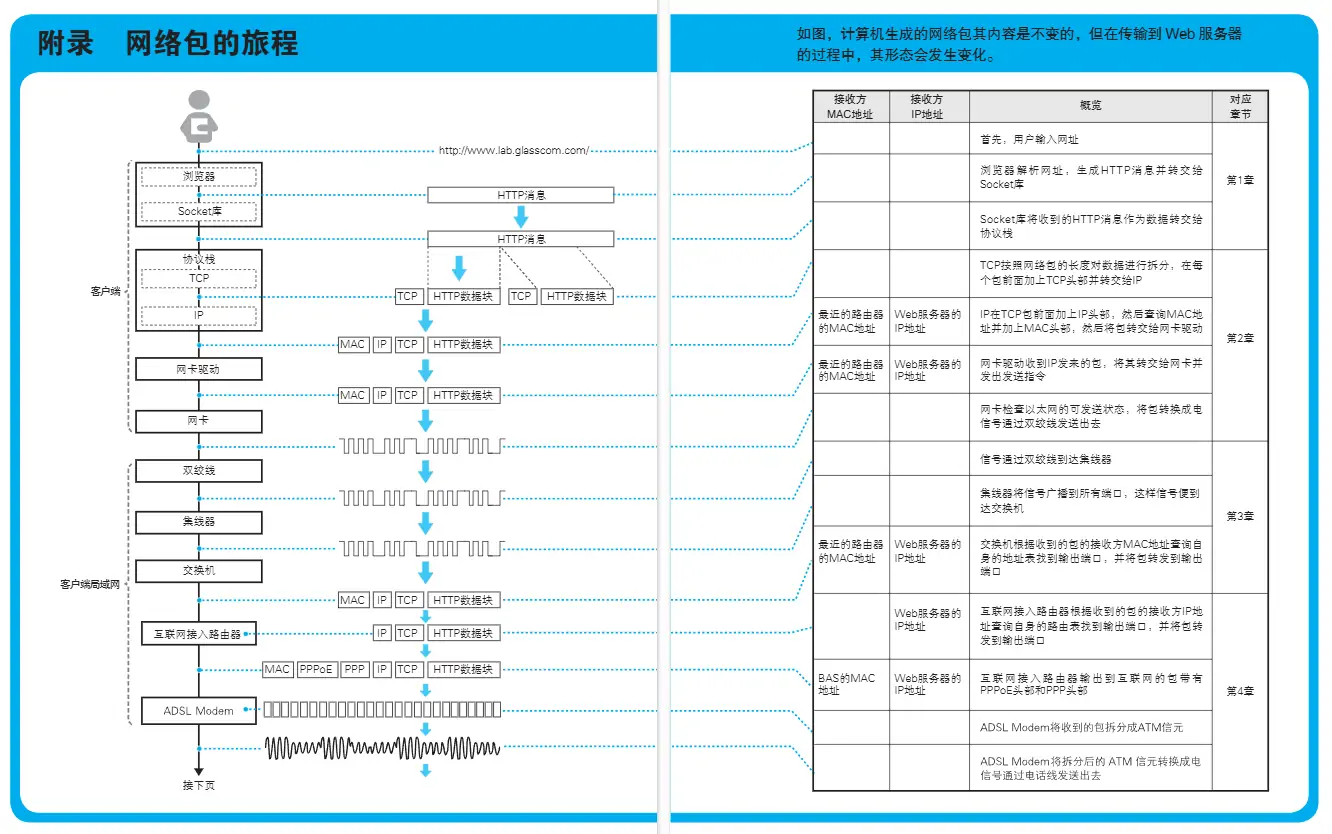 附录 网络包的旅程
如图，计算机生成的网络包其内容是不变的，但在传输到 Web 服务器
的过程中，其形态会发生变化。
http://www.lab.glasscom.com/
客户端
浏览器
Socket库
HTTP消息
HTTP消息
协议栈
TCP
IP
TCP HTTP数据块 TCP HTTP数据块
MAC IP TCP HTTP数据块
网卡驱动
MAC IP TCP HTTP数据块
网卡
客户端局域网
双绞线
集线器
交换机
MAC IP TCP HTTP数据块
互联网接入路由器
IP TCP HTTP数据块
MAC PPPoE PPP IP TCP HTTP数据块
ADSL Modem
接下页
接收方
MAC地址
接收方
IP地址
概览
对应
章节
首先，用户输入网址
浏览器解析网址，生成HTTP消息并转交给
Socket库
第1章
Socket库将收到的HTTP消息作为数据转交给
协议栈
TCP按照网络包的长度对数据进行拆分，在每
个包前面加上TCP头部并转交给IP
最近的路由器
的MAC地址
Web服务器的
IP地址
IP在TCP包前面加上IP头部，然后查询MAC地
址并加上MAC头部，然后将包转交给网卡驱动
第2章
最近的路由器
的MAC地址
Web服务器的
IP地址
网卡驱动收到IP发来的包，将其转交给网卡并
发出发送指令
网卡检查以太网的可发送状态，将包转换成电
信号通过双绞线发送出去
信号通过双绞线到达集线器
集线器将信号广播到所有端口，这样信号便到
达交换机
第3章
最近的路由器
的MAC地址
Web服务器的
IP地址
交换机根据收到的包的接收方MAC地址查询自
身的地址表找到输出端口，并将包转发到输出
端口
Web服务器的
IP地址
互联网接入路由器根据收到的包的接收方IP地
址查询自身的路由表找到输出端口，并将包转
发到输出端口
BAS的MAC
地址
Web服务器的
IP地址
互联网接入路由器输出到互联网的包带有
PPPoE头部和PPP头部
第4章
ADSL Modem将收到的包拆分成ATM信元
ADSL Modem将拆分后的 ATM 信元转换成电
信号通过电话线发送出去